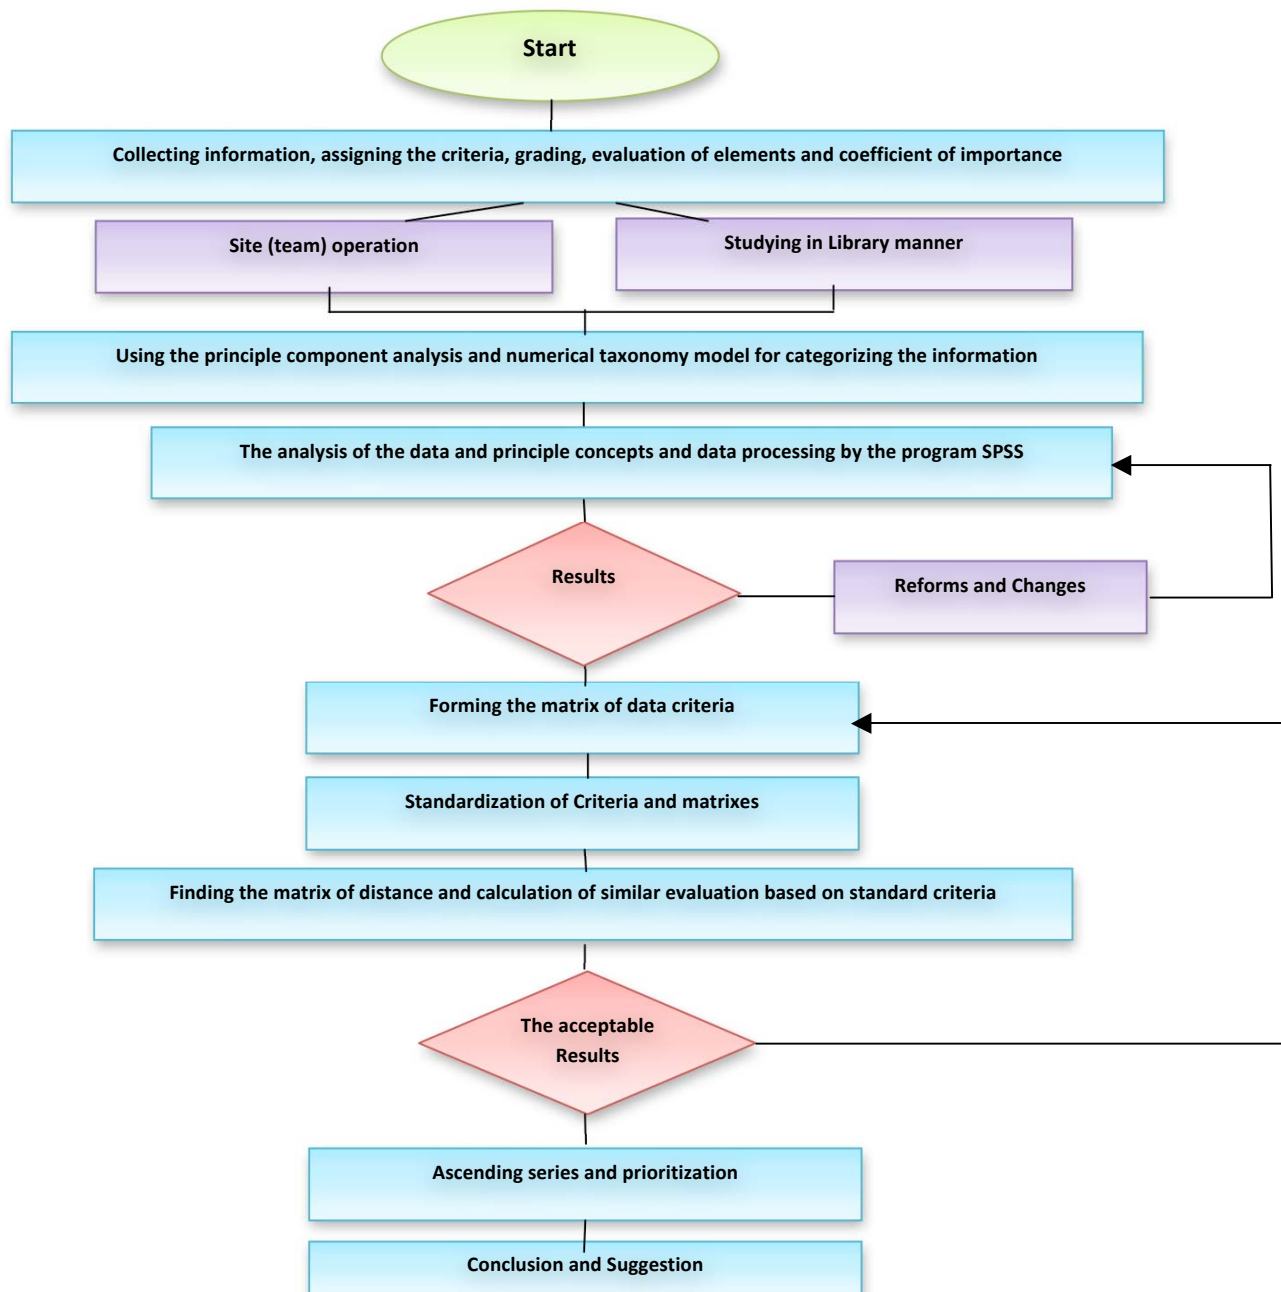 Start
Collecting information, assigning the criteria, grading, evaluation of elements and coefficient of importance
Site (team) operation
Studying in Library manner
Using the principle component analysis and numerical taxonomy model for categorizing the information
The analysis of the data and principle concepts and data processing by the program SPSS
Results
Reforms and Changes
Forming the matrix of data criteria
Standardization of Criteria and matrixes
Finding the matrix of distance and calculation of similar evaluation based on standard criteria
The acceptable
Results
Ascending series and prioritization
Conclusion and Suggestion